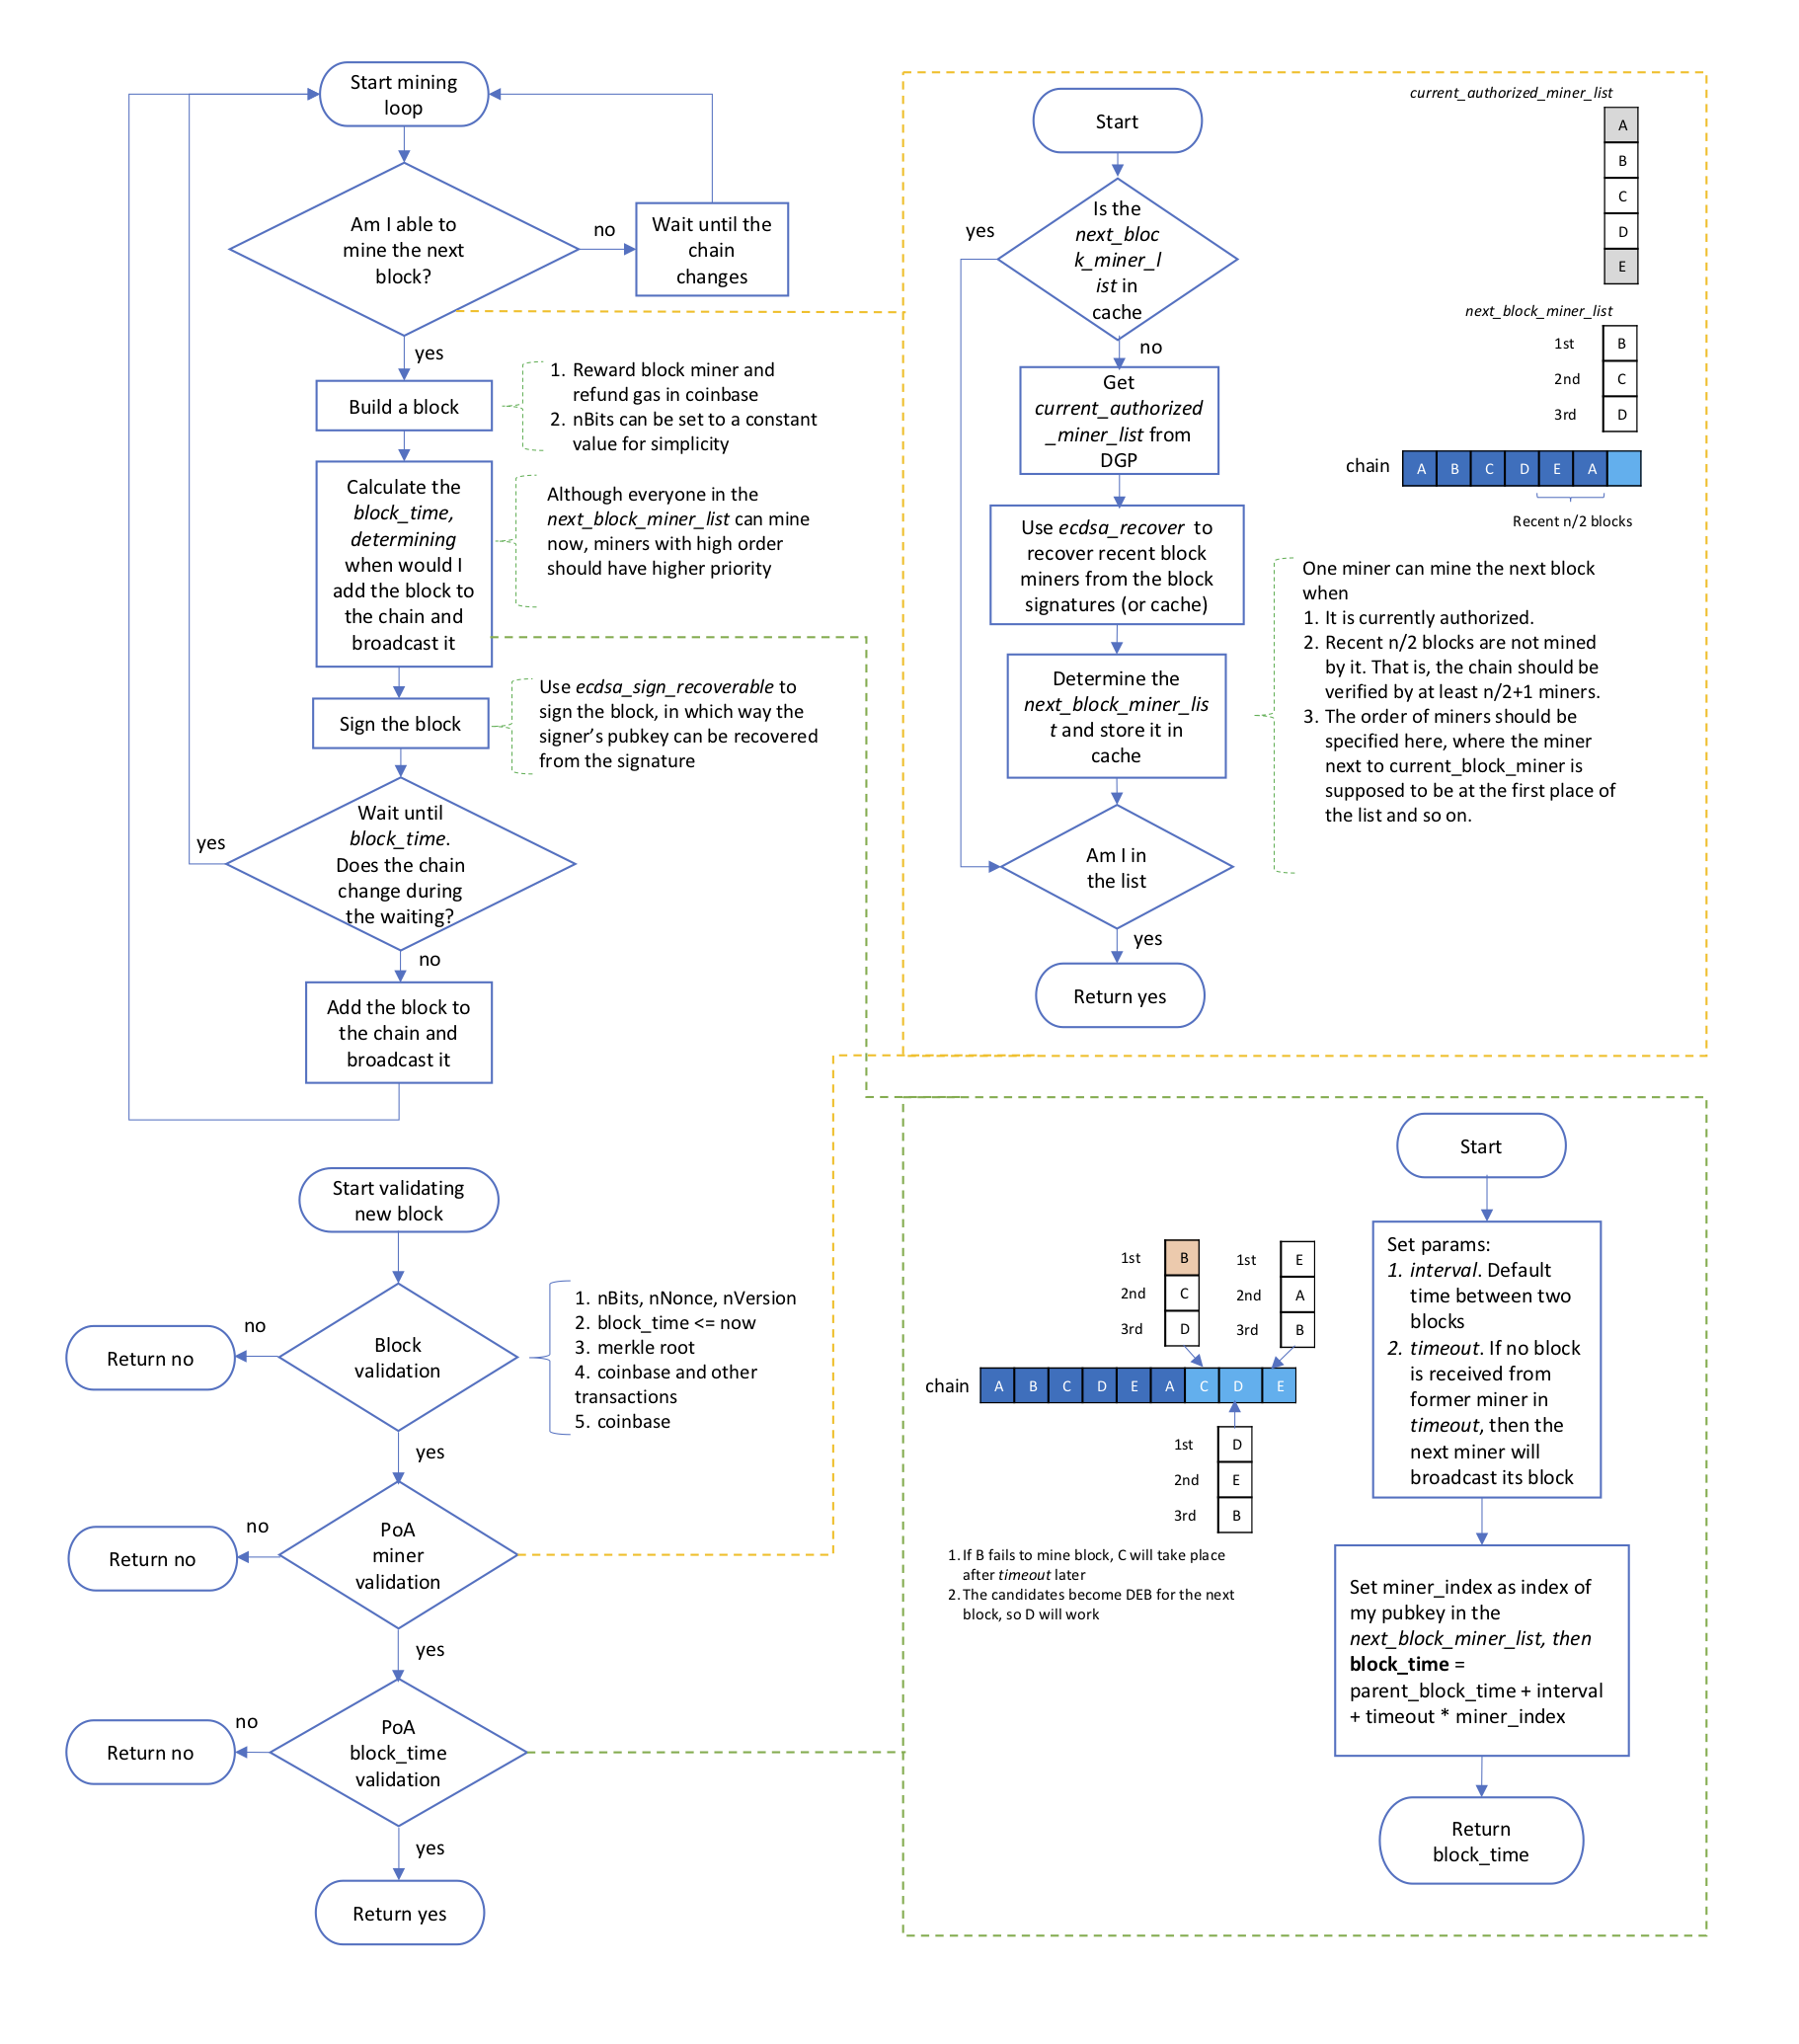 Start mining
loop
Am I able to
mine the next
block?
no
Wait until the
chain
changes
yes
Build a block
1. Reward block miner and
refund gas in coinbase
2. nBits can be set to a constant
value for simplicity
Calculate the
block_time,
determining
when would I
add the block to
the chain and
broadcast it
Although everyone in the
next_block_miner_list can mine
now, miners with high order
should have higher priority
Sign the block
Use ecdsa_sign_recoverable to
sign the block, in which way the
signer's pubkey can be recovered
from the signature
Wait until
block_time.
Does the chain
change during
the waiting?
yes
no
Add the block to
the chain and
broadcast it
Start
Is the
next_bloc
k_miner_l
ist in
cache
yes
no
Get
current_authorized
_miner_list from
DGP
Use ecdsa_recover to
recover recent block
miners from the block
signatures (or cache)
Determine the
next_block_miner_lis
t and store it in
cache
Am I in
the list
yes
Return yes
current_authorized_miner_list
A
B
C
D
E
next_block_miner_list
1st B
2nd C
3rd D
chain A B C D E A
Recent n/2 blocks
One miner can mine the next block
when
1. It is currently authorized.
2. Recent n/2 blocks are not mined
by it. That is, the chain should be
verified by at least n/2+1 miners.
3. The order of miners should be
specified here, where the miner
next to current_block_miner is
supposed to be at the first place of
the list and so on.
Start validating
new block
Block
validation
no
Return no
1. nBits, nNonce, nVersion
2. block_time <= now
3. merkle root
4. coinbase and other
transactions
5. coinbase
yes
PoA
miner
validation
no
Return no
yes
PoA
block_time
validation
no
Return no
yes
Return yes
1st B
2nd C
3rd D
1st E
2nd A
3rd B
chain A B C D E A C D E
1st D
2nd E
3rd B
1. If B fails to mine block, C will take place
after timeout later
2. The candidates become DEB for the next
block, so D will work
Start
Set params:
1. interval. Default
time between two
blocks
2. timeout. If no block
is received from
former miner in
timeout, then the
next miner will
broadcast its block
Set miner_index as index of
my pubkey in the
next_block_miner_list, then
block_time =
parent_block_time + interval
+ timeout * miner_index
Return
block_time